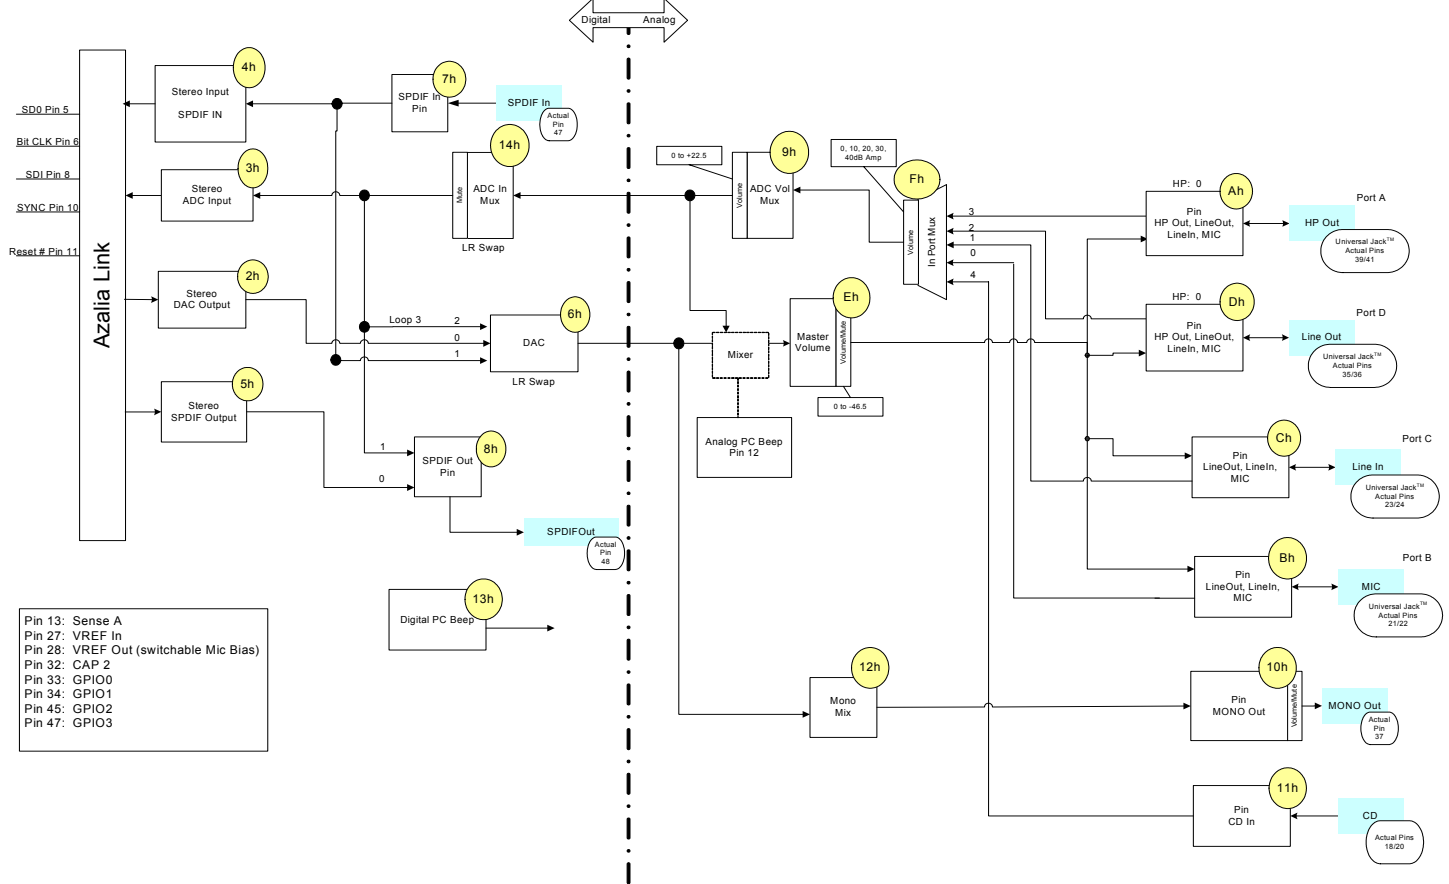 Digital Analog
SD0 Pin 5
Bit CLK Pin 6
SDI Pin 8
SYNC Pin 10
Reset # Pin 11
Azalia Link
4h
Stereo Input
SPDIF IN
3h
Stereo
ADC Input
2h
Stereo
DAC Output
5h
Stereo
SPDIF Output
7h
SPDIF In
Pin
SPDIF In
Actual
Pin
47
14h
Mute
ADC In
Mux
LR Swap
Loop 3
2
0
1
6h
DAC
LR Swap
1
0
8h
SPDIF Out
Pin
SPDIFOut
Actual
Pin
48
13h
Digital PC Beep
Pin 13: Sense A
Pin 27: VREF In
Pin 28: VREF Out (switchable Mic Bias)
Pin 32: CAP 2
Pin 33: GPIO0
Pin 34: GPIO1
Pin 45: GPIO2
Pin 47: GPIO3
0 to +22.5
9h
Volume
ADC Vol
Mux
0, 10, 20, 30,
40dB Amp
Fh
Volume
In Port Mux
3
2
1
0
4
Mixer
Eh
Master
Volume
Volume/Mute
0 to -46.5
Analog PC Beep
Pin 12
12h
Mono
Mix
HP: 0
Ah
Pin
HP Out, LineOut,
LineIn, MIC
Port A
HP Out
Universal Jack™
Actual Pins
39/41
HP: 0
Dh
Pin
HP Out, LineOut,
LineIn, MIC
Port D
Line Out
Universal Jack™
Actual Pins
35/36
Ch
Pin
LineOut, LineIn,
MIC
Port C
Line In
Universal Jack™
Actual Pins
23/24
Bh
Pin
LineOut, LineIn,
MIC
Port B
MIC
Universal Jack™
Actual Pins
21/22
10h
Pin
MONO Out
Volume/Mute
MONO Out
Actual
Pin
37
11h
Pin
CD In
CD
Actual Pins
18/20